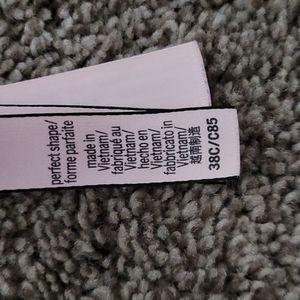 perfect shape/
forme parfaite
made in
Vietnam/
fabriqué au
Vietnam/
hecho en
Vietnam/
fabbricato in
Vietnam/
越南制造
38C/C85